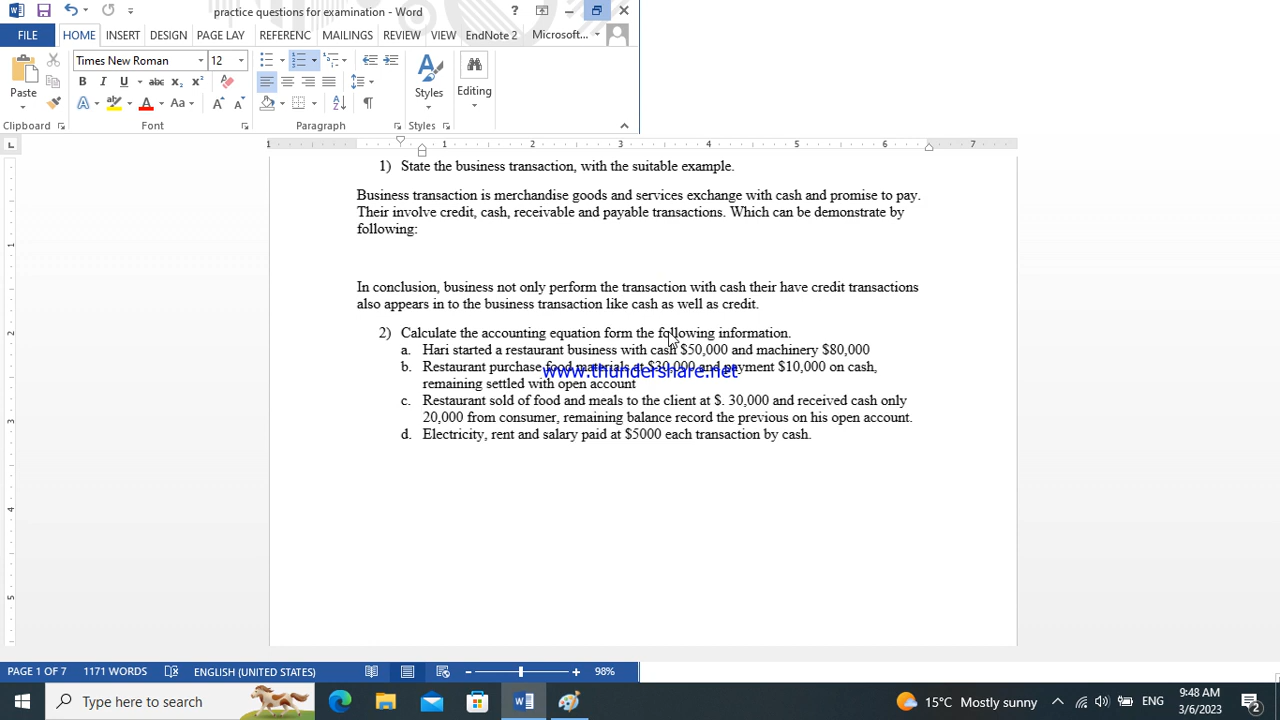 practice questions for examination - Word
FILE HOME INSERT DESIGN PAGE LAY REFERENC MAILINGS REVIEW VIEW EndNote 2 Microsoft...
Times New Roman 12
Paste Styles Editing
Clipboard Font Paragraph Styles
1) State the business transaction, with the suitable example.
Business transaction is merchandise goods and services exchange with cash and promise to pay.
Their involve credit, cash, receivable and payable transactions. Which can be demonstrate by
following:
In conclusion, business not only perform the transaction with cash their have credit transactions
also appears in to the business transaction like cash as well as credit.
2) Calculate the accounting equation form the following information.
a. Hari started a restaurant business with cash $50,000 and machinery $80,000
b. Restaurant purchase food materials at $30,000 and payment $10,000 on cash,
www.thundershare.net
remaining settled with open account
c. Restaurant sold of food and meals to the client at $. 30,000 and received cash only
20,000 from consumer, remaining balance record the previous on his open account.
d. Electricity, rent and salary paid at $5000 each transaction by cash.
PAGE 1 OF 7 1171 WORDS ENGLISH (UNITED STATES) 98%
Type here to search 15°C Mostly sunny ENG 9:48 AM
3/6/2023 2